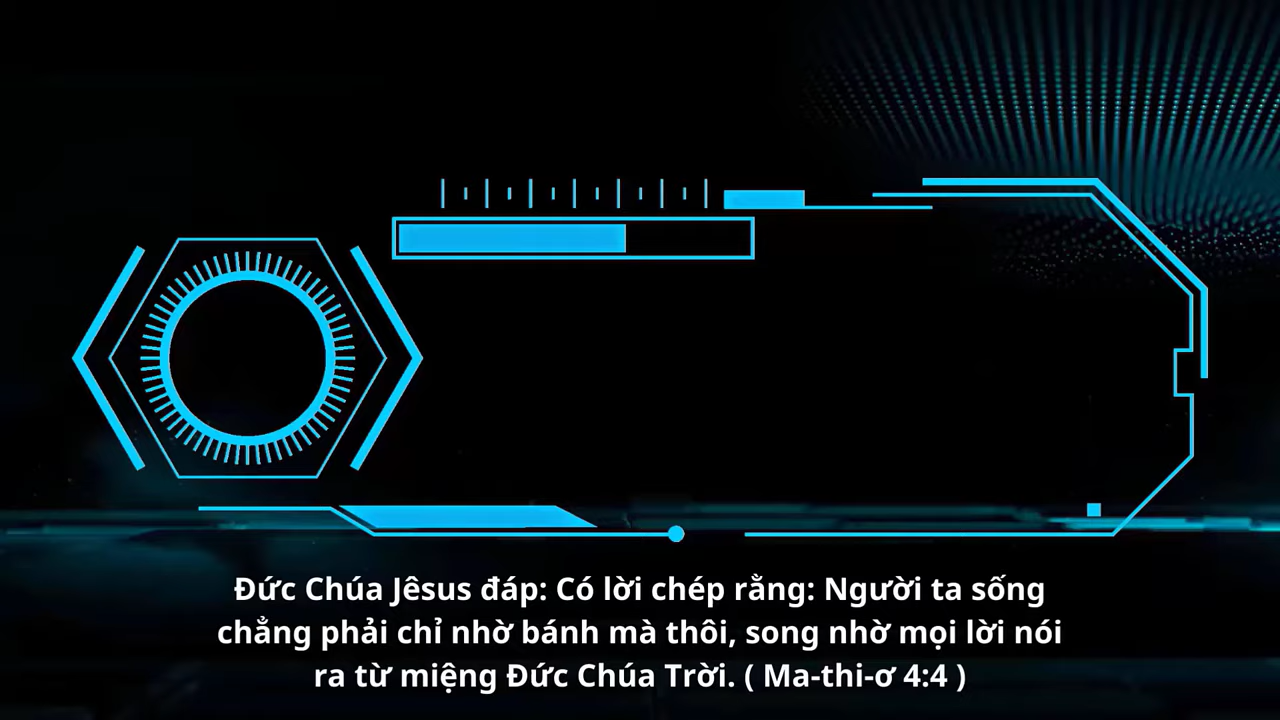 Đức Chúa Jêsus đáp: Có lời chép rằng: Người ta sống
chẳng phải chỉ nhờ bánh mà thôi, song nhờ mọi lời nói
ra từ miệng Đức Chúa Trời. ( Ma-thi-ơ 4:4 )